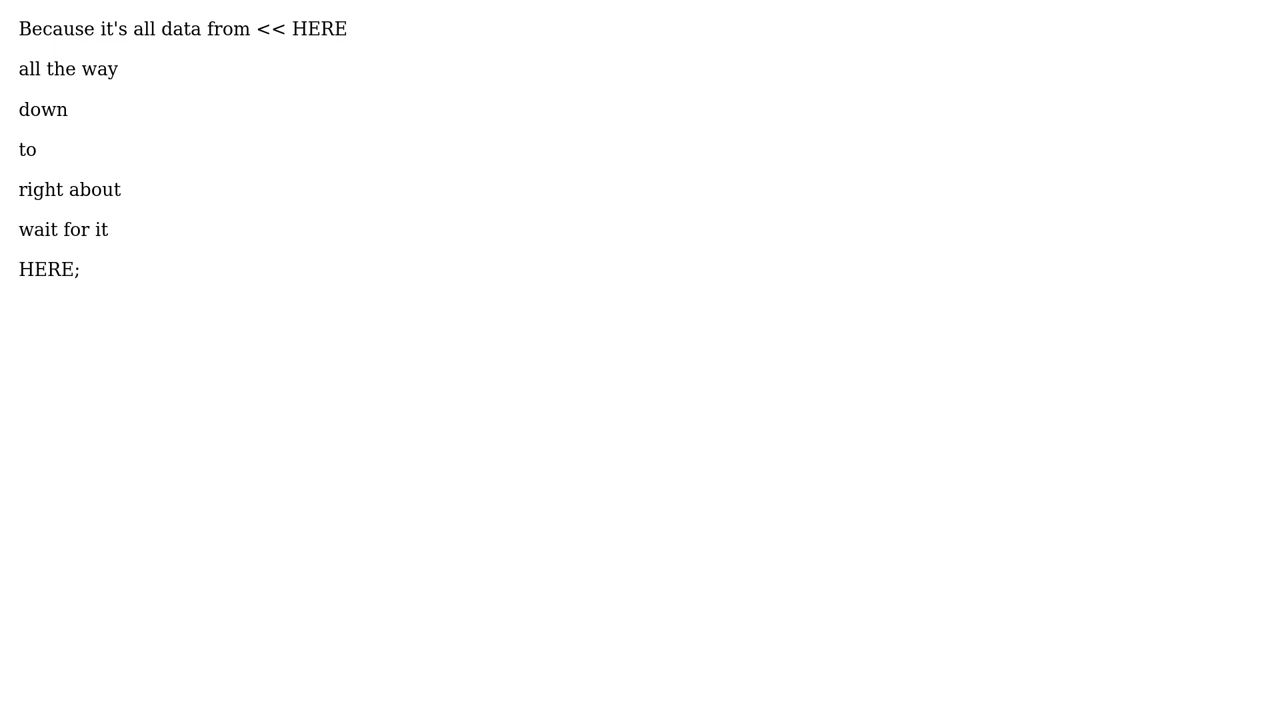 Because it's all data from << HERE
all the way
down
to
right about
wait for it
HERE;